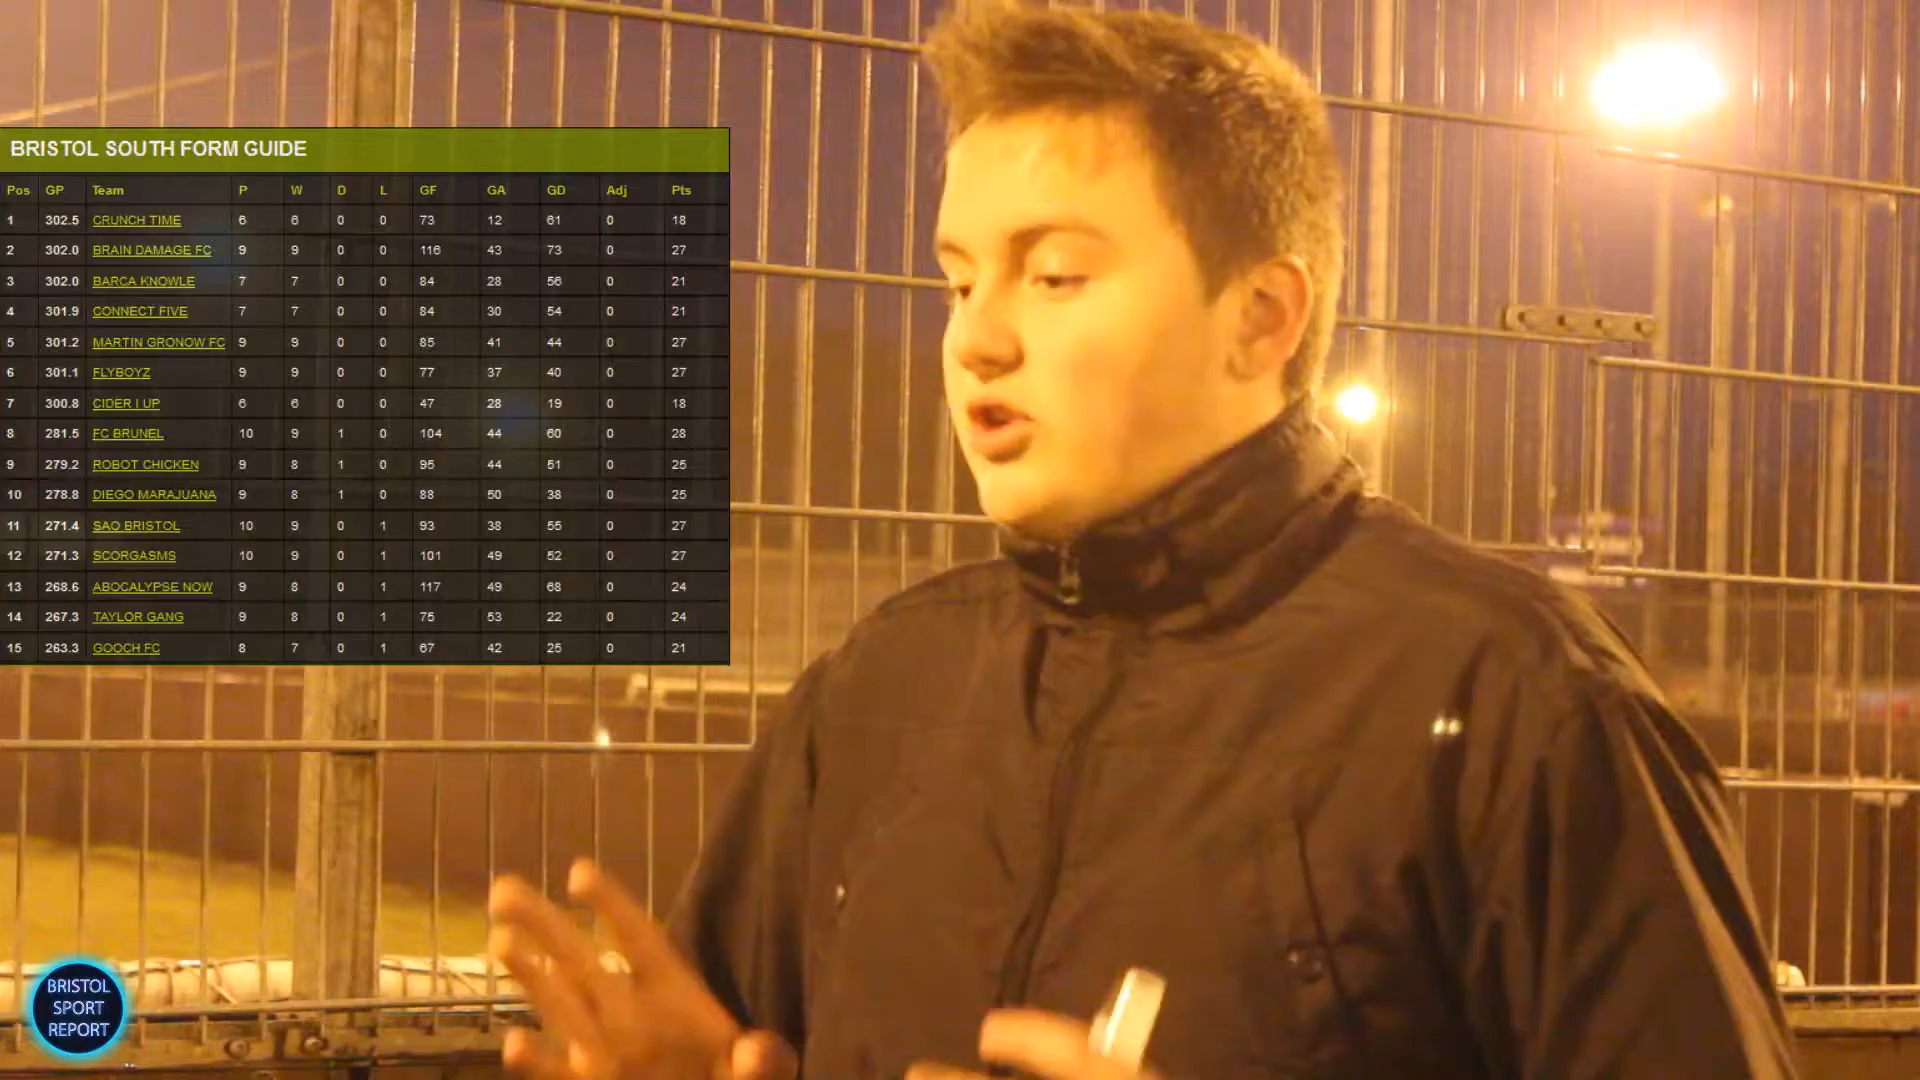 BRISTOL SOUTH FORM GUIDE
Pos GP Team P W D L GF GA GD Adj Pts
1 302.5 CRUNCH TIME 6 6 0 0 73 12 61 0 18
2 302.0 BRAIN DAMAGE FC 9 9 0 0 116 43 73 0 27
3 302.0 BARCA KNOWLE 7 7 0 0 84 28 56 0 21
4 301.9 CONNECT FIVE 7 7 0 0 84 30 54 0 21
5 301.2 MARTIN GRONOW FC 9 9 0 0 85 41 44 0 27
6 301.1 FLYBOYZ 9 9 0 0 77 37 40 0 27
7 300.8 CIDER I UP 6 6 0 0 47 28 19 0 18
8 281.5 FC BRUNEL 10 9 1 0 104 44 60 0 28
9 279.2 ROBOT CHICKEN 9 8 1 0 95 44 51 0 25
10 278.8 DIEGO MARAJUANA 9 8 1 0 88 50 38 0 25
11 271.4 SAO BRISTOL 10 9 0 1 93 38 55 0 27
12 271.3 SCORGASMS 10 9 0 1 101 49 52 0 27
13 268.6 ABOCALYPSE NOW 9 8 0 1 117 49 68 0 24
14 267.3 TAYLOR GANG 9 8 0 1 75 53 22 0 24
15 263.3 GOOCH FC 8 7 0 1 67 42 25 0 21
BRISTOL
SPORT
REPORT